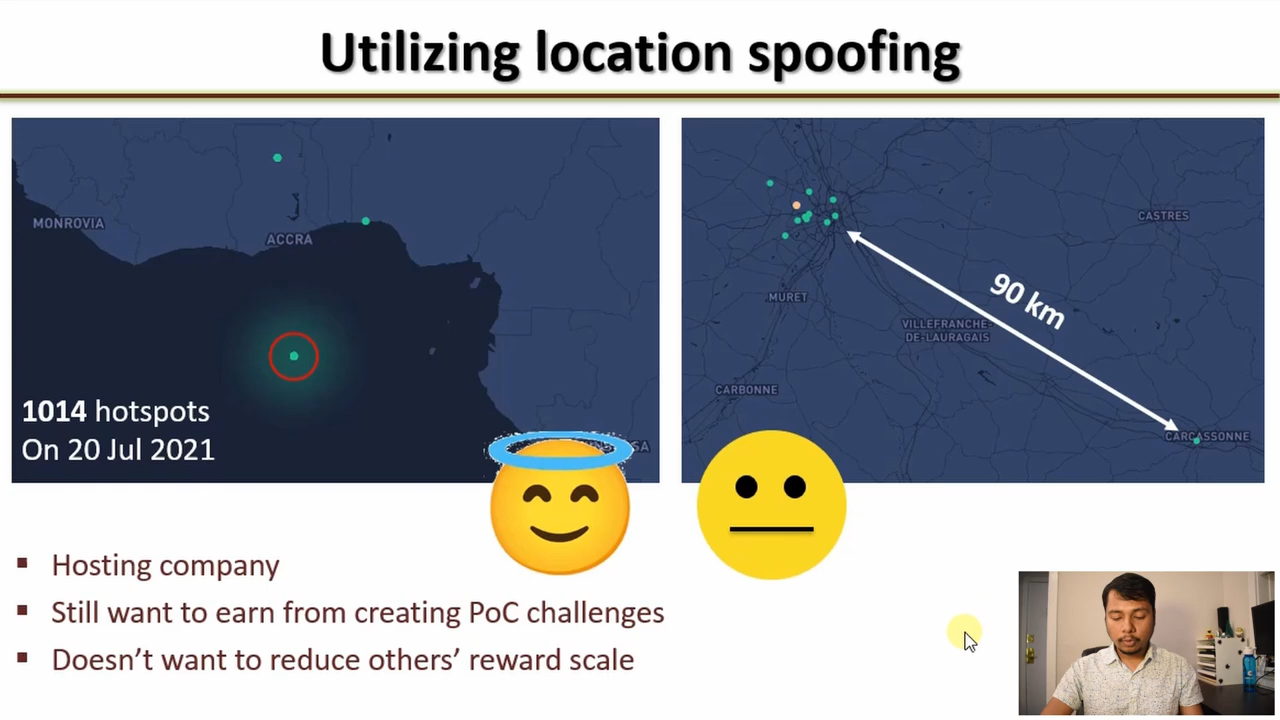 Utilizing location spoofing
MONROVIA
ACCRA
1014 hotspots
On 20 Jul 2021
CASTRES
90 km
MURET
VILLEFRANCHE-
DE-LAURAGAIS
CARBONNE
CARCASSONNE
▪ Hosting company
▪ Still want to earn from creating PoC challenges
▪ Doesn’t want to reduce others’ reward scale